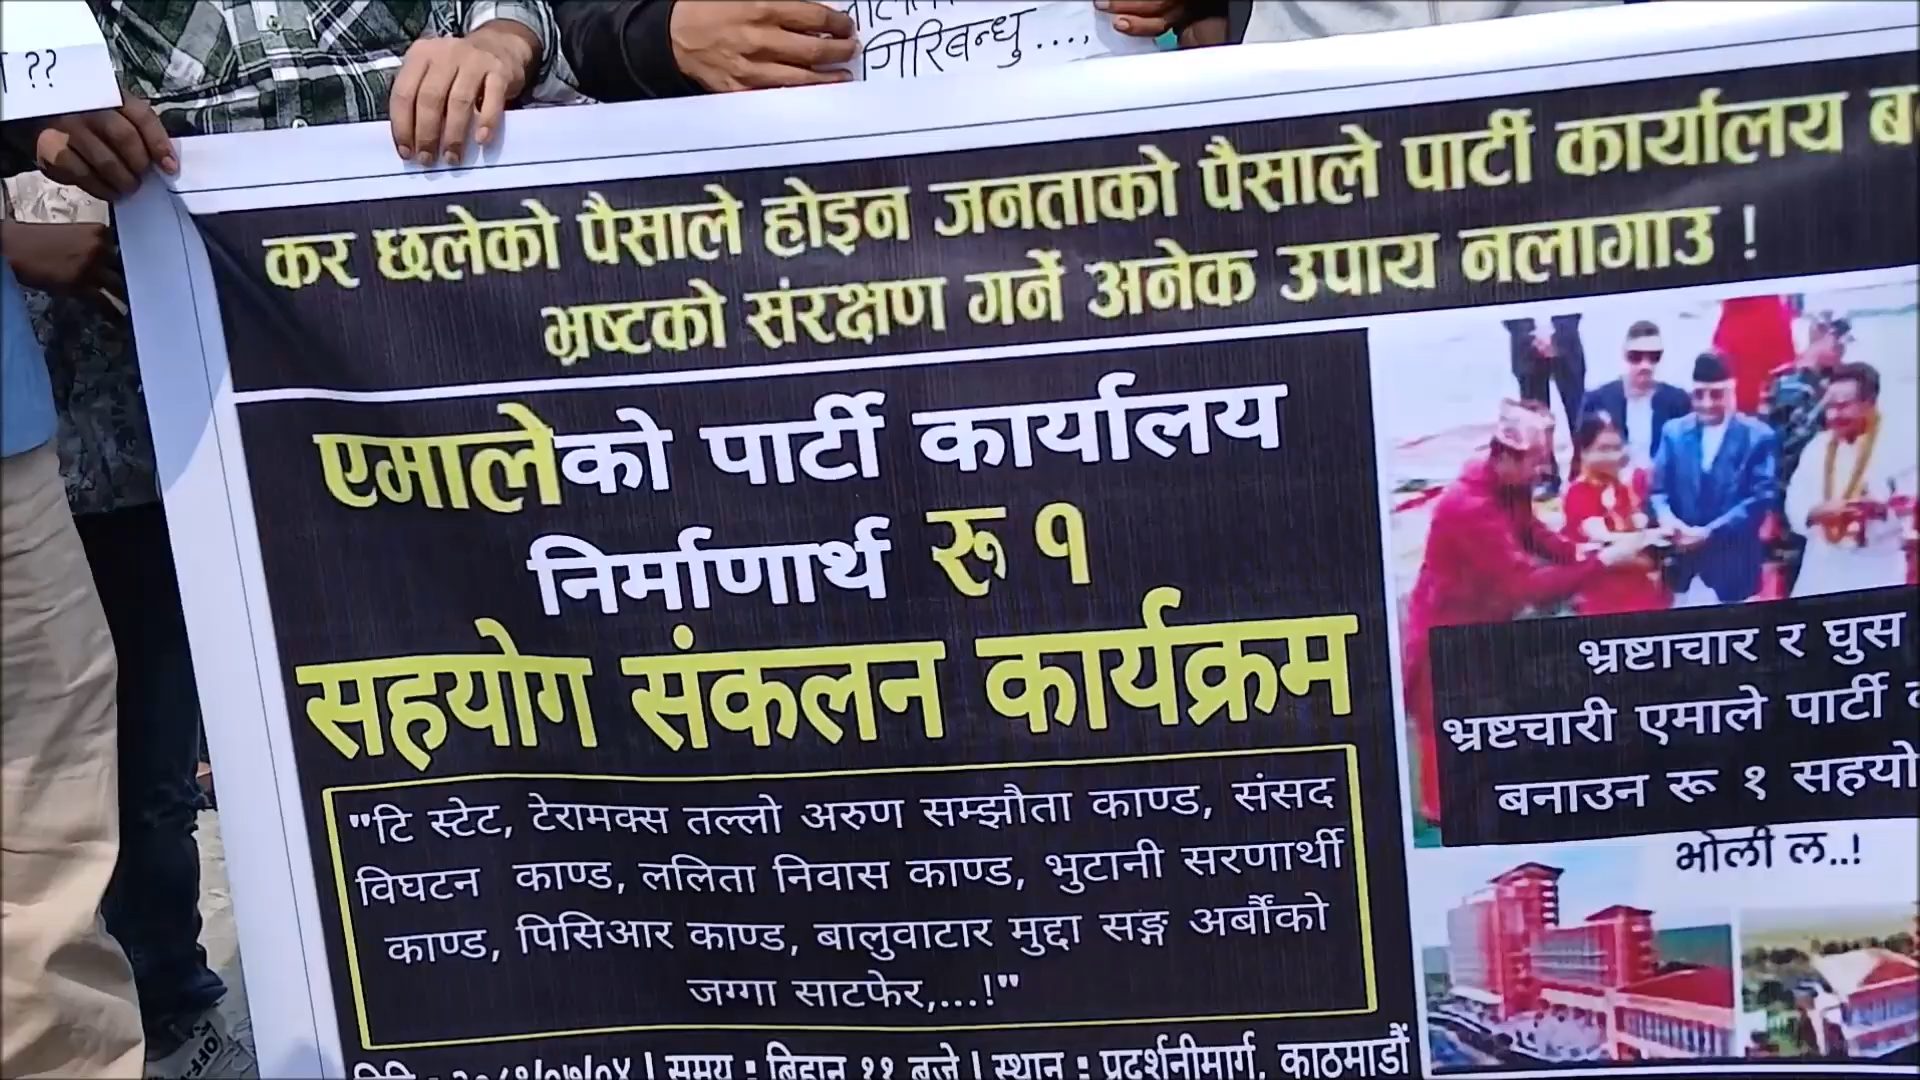 ??
गिरिबन्धु ....,
कर छलेको पैसाले होइन जनताको पैसाले पार्टी कार्यालय
भ्रष्टको संरक्षण गर्ने अनेक उपाय नलागाउ !
एमालेको पार्टी कार्यालय
निर्माणार्थ रू १
सहयोग संकलन कार्यक्रम
"टि स्टेट, टेरामक्स तल्लो अरुण सम्झौता काण्ड, संसद
विघटन काण्ड, ललिता निवास काण्ड, भुटानी सरणार्थी
काण्ड, पिसिआर काण्ड, बालुवाटार मुद्दा सङ्ग अर्बौंको
जग्गा साटफेर,...!"
समय : बिहान ११ बजे । स्थान : प्रदर्शनीमार्ग, काठमाडौं
भ्रष्टाचार र घुस
भ्रष्टचारी एमाले पार्टी
बनाउन रू १
भोली ल..!